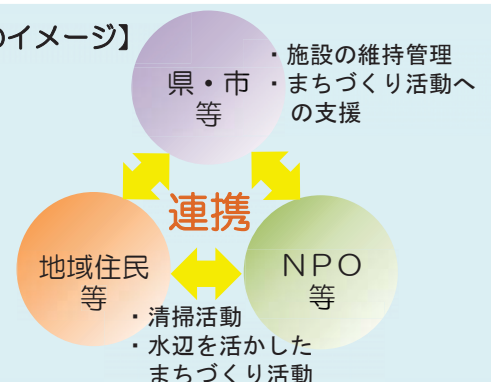 のイメージ】
県・市
等
・施設の維持管理
・まちづくり活動へ
の支援
連携
地域住民
等
NPO
等
・清掃活動
・水辺を活かした
まちづくり活動